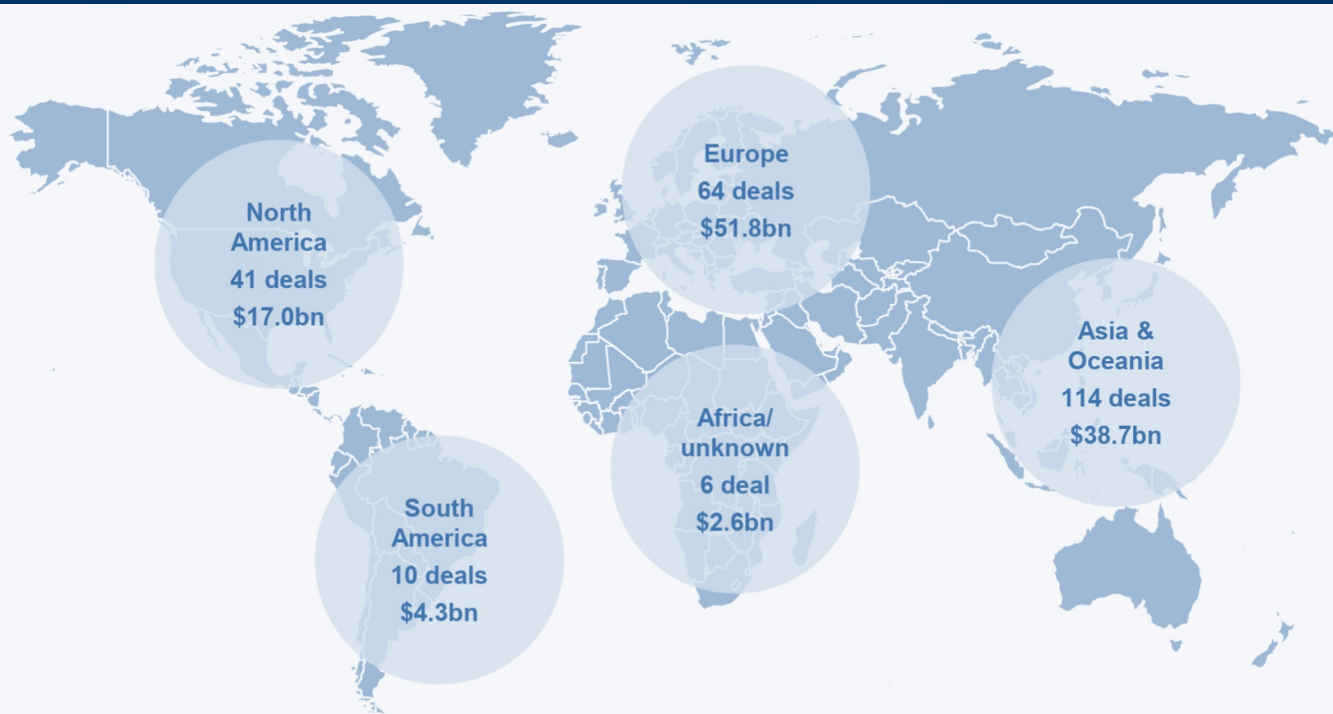 North
America
41 deals
$17.0bn
Europe
64 deals
$51.8bn
Asia &
Oceania
114 deals
$38.7bn
Africa/
unknown
6 deal
$2.6bn
South
America
10 deals
$4.3bn